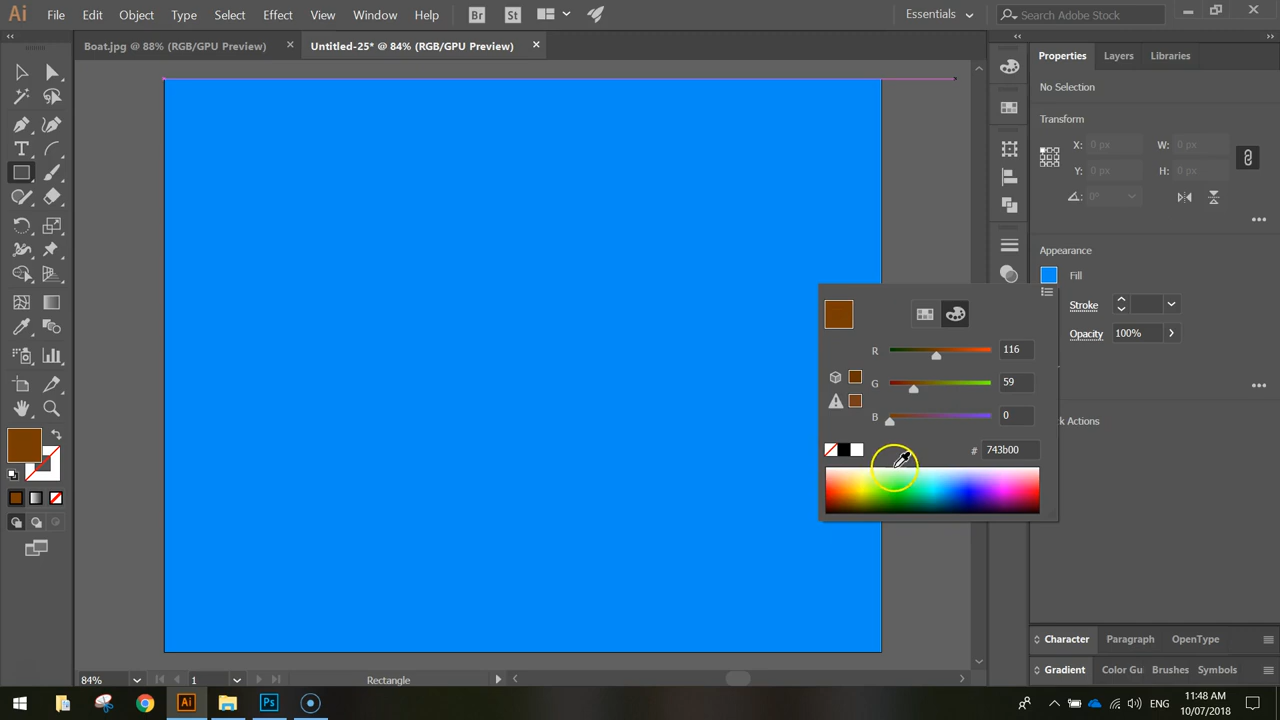 Ai File Edit Object Type Select Effect View Window Help Br St Essentials Search Adobe Stock
Boat.jpg @ 88% (RGB/GPU Preview) Untitled-25* @ 84% (RGB/GPU Preview)
Properties Layers Libraries
No Selection
Transform
X: 0 px W: 0 px
Y: 0 px H: 0 px
0°
Appearance
Fill
Stroke
Opacity 100%
R 116
G 59
B 0
# 743b00
Actions
Character Paragraph OpenType
Gradient Color Gu Brushes Symbols
84% 1 Rectangle
Ai Ps ENG 11:48 AM
10/07/2018